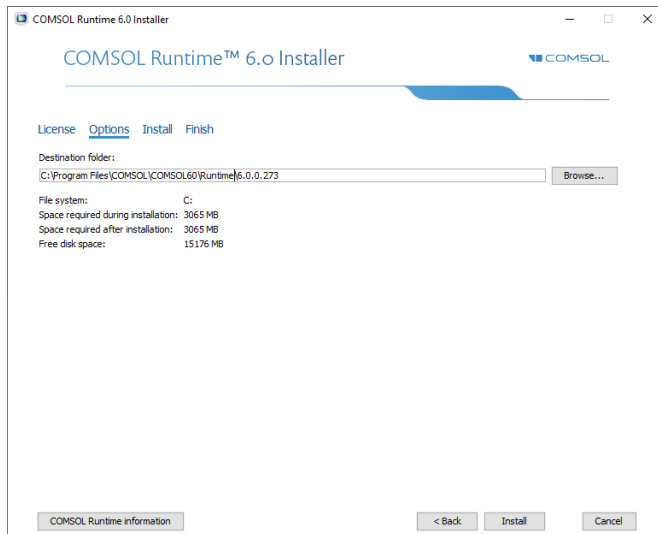 COMSOL Runtime 6.0 Installer
COMSOL Runtime™ 6.0 Installer
COMSOL
License Options Install Finish
Destination folder:
C:\Program Files\COMSOL\COMSOL60\Runtime\6.0.0.273
Browse...
File system: C:
Space required during installation: 3065 MB
Space required after installation: 3065 MB
Free disk space: 15176 MB
COMSOL Runtime information
< Back
Install
Cancel